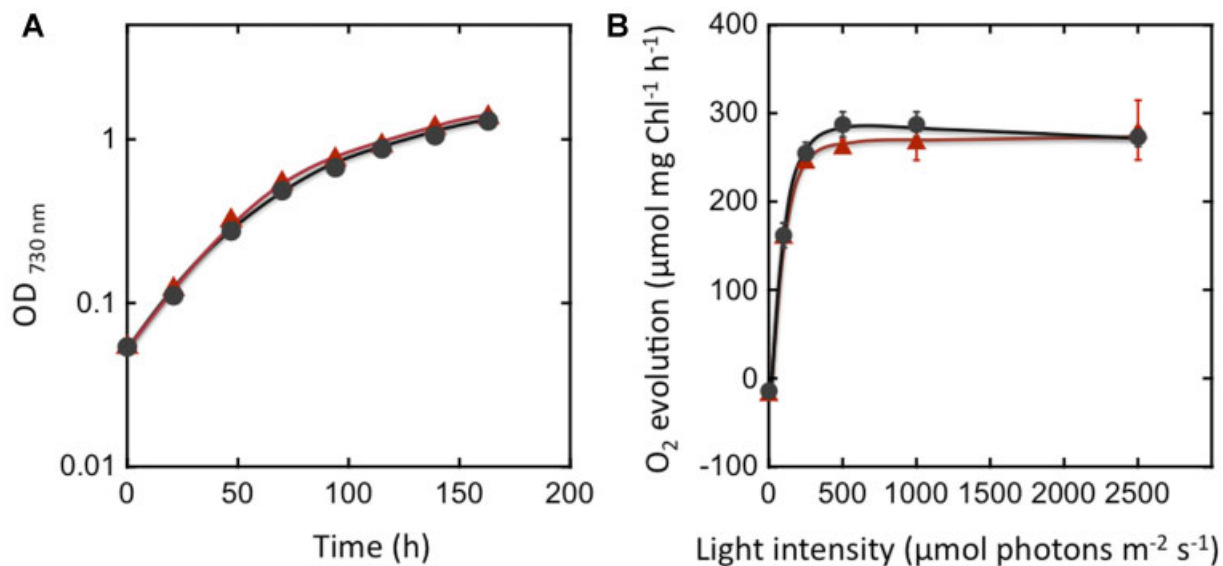 A
OD 730 nm
1
0.1
0.01
0 50 100 150 200
Time (h)
B
O₂ evolution (µmol mg Chl⁻¹ h⁻¹)
400
300
200
100
0
-100
0 500 1000 1500 2000 2500
Light intensity (µmol photons m⁻² s⁻¹)